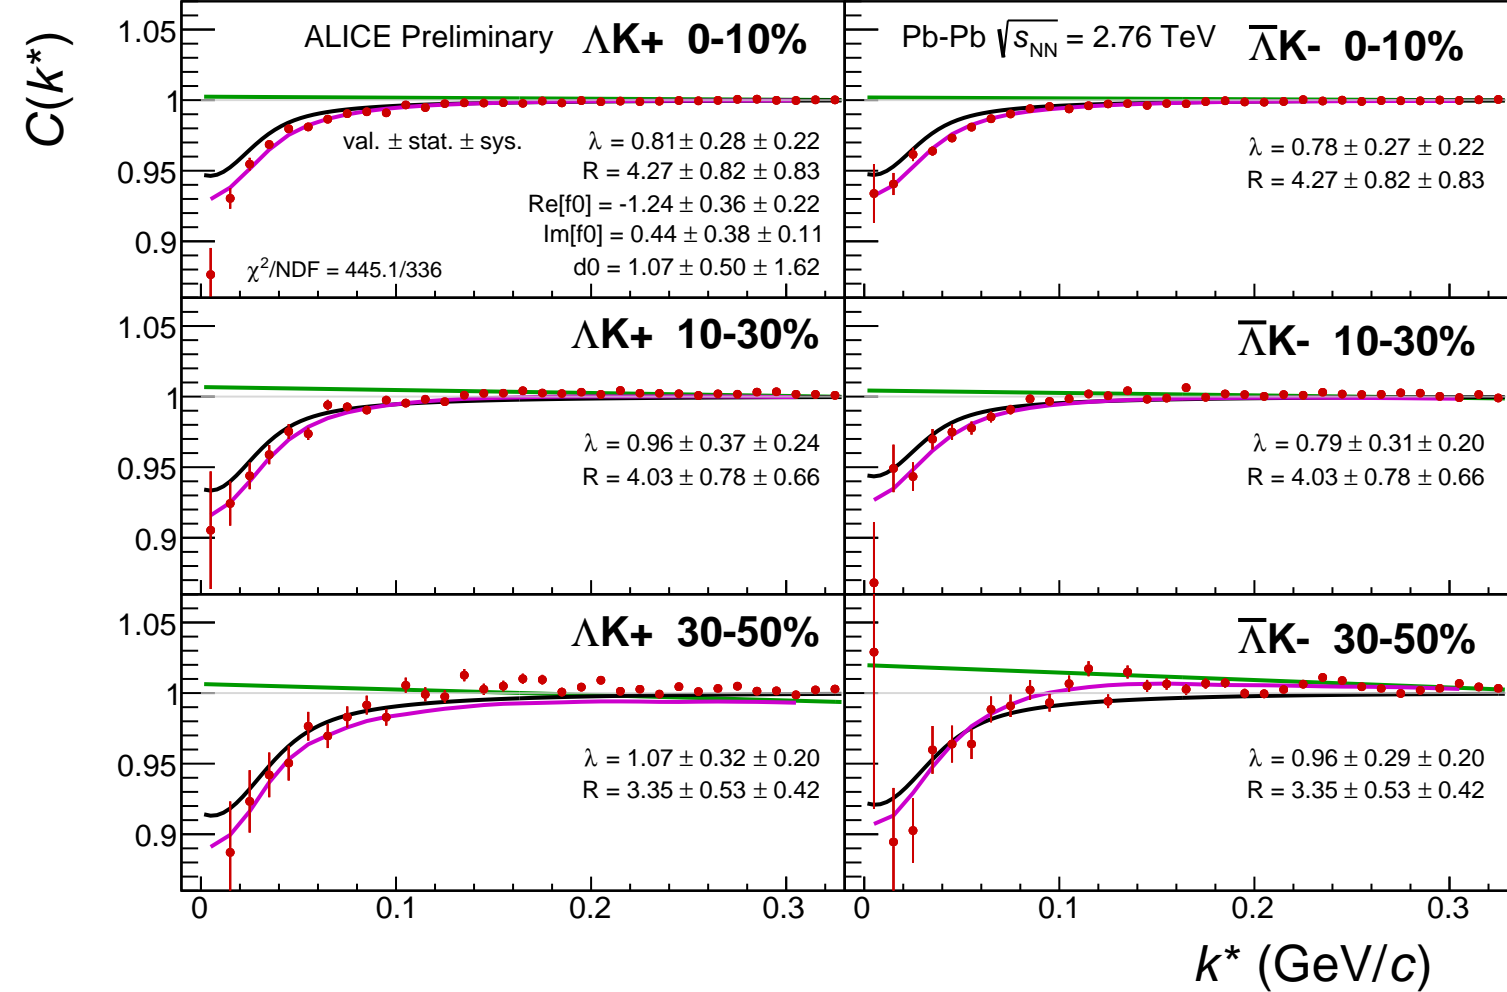 C(k*)
ALICE Preliminary ΛK+ 0-10%
val. ± stat. ± sys.
λ = 0.81± 0.28 ± 0.22
R = 4.27 ± 0.82 ± 0.83
Re[f0] = -1.24 ± 0.36 ± 0.22
Im[f0] = 0.44 ± 0.38 ± 0.11
d0 = 1.07 ± 0.50 ± 1.62
χ²/NDF = 445.1/336
1.05
1
0.95
0.9
Pb-Pb √sNN = 2.76 TeV Λ̅K- 0-10%
λ = 0.78 ± 0.27 ± 0.22
R = 4.27 ± 0.82 ± 0.83
ΛK+ 10-30%
λ = 0.96 ± 0.37 ± 0.24
R = 4.03 ± 0.78 ± 0.66
1.05
1
0.95
0.9
Λ̅K- 10-30%
λ = 0.79 ± 0.31 ± 0.20
R = 4.03 ± 0.78 ± 0.66
ΛK+ 30-50%
λ = 1.07 ± 0.32 ± 0.20
R = 3.35 ± 0.53 ± 0.42
1.05
1
0.95
0.9
Λ̅K- 30-50%
λ = 0.96 ± 0.29 ± 0.20
R = 3.35 ± 0.53 ± 0.42
0 0.1 0.2 0.3 0 0.1 0.2 0.3
k* (GeV/c)